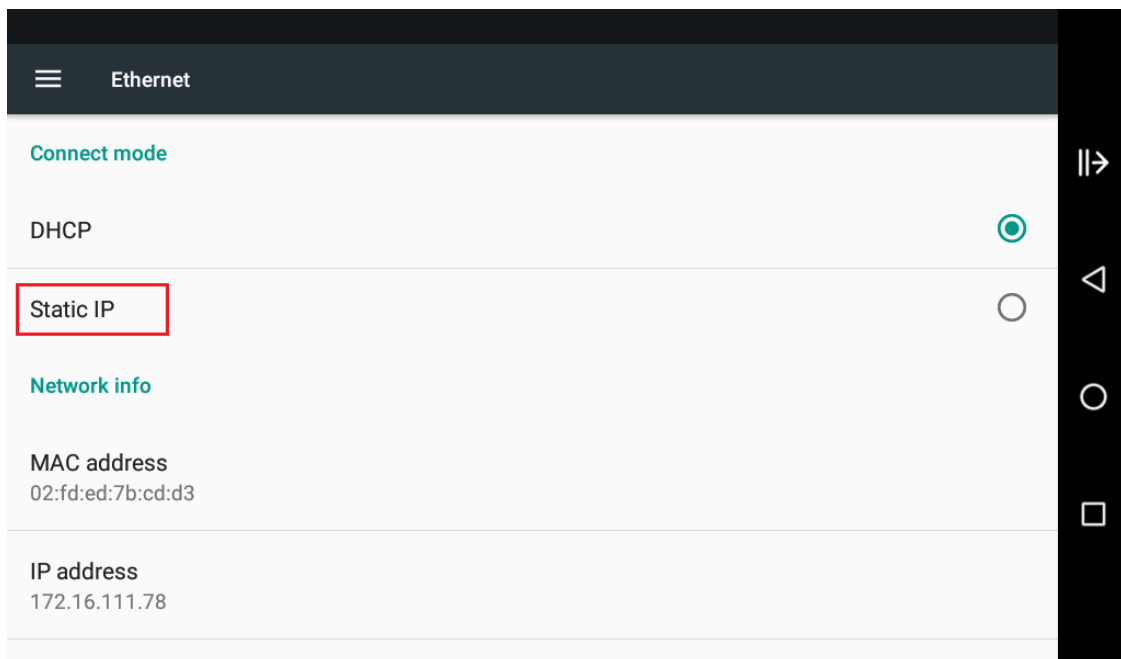 Ethernet
Connect mode
DHCP
Static IP
Network info
MAC address
02:fd:ed:7b:cd:d3
IP address
172.16.111.78